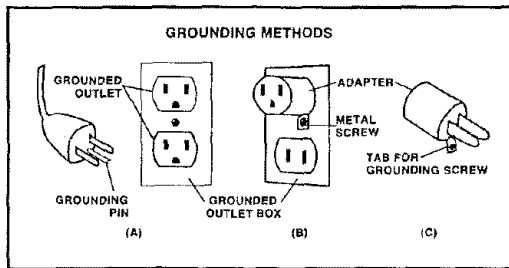 GROUNDING METHODS
GROUNDED
OUTLET
ADAPTER
METAL
SCREW
TAB FOR
GROUNDING SCREW
GROUNDING
PIN
GROUNDED
OUTLET BOX
(A)
(B)
(C)